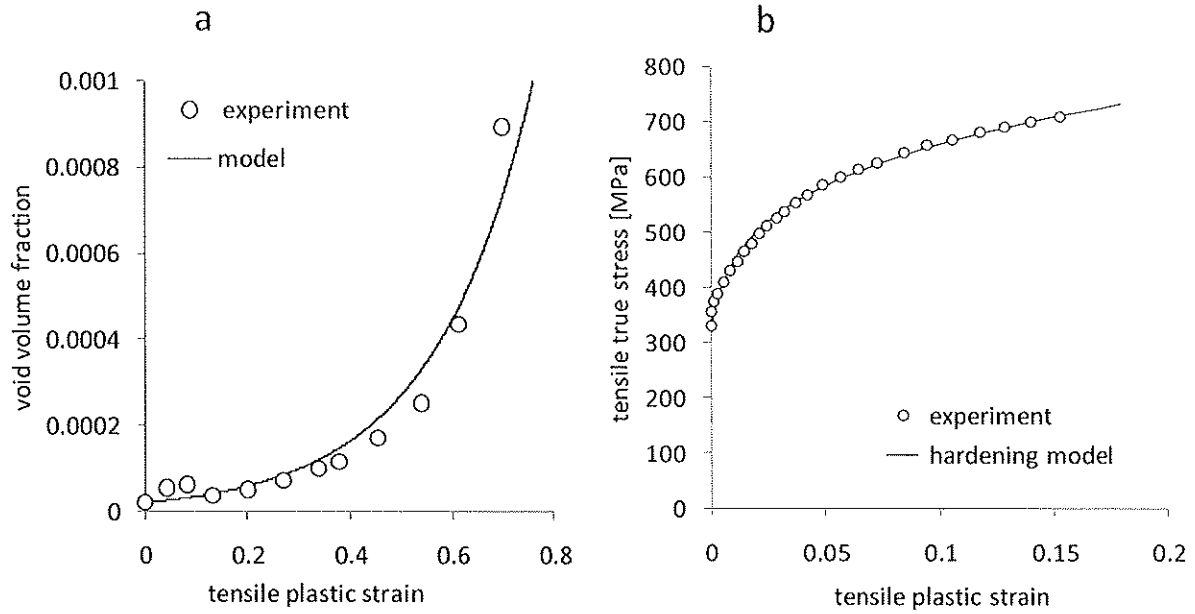 a
0.001
0.0008
0.0006
0.0004
0.0002
0
void volume fraction
experiment
model
0 0.2 0.4 0.6 0.8
tensile plastic strain
b
800
700
600
500
400
300
200
100
0
tensile true stress [MPa]
experiment
hardening model
0 0.05 0.1 0.15 0.2
tensile plastic strain